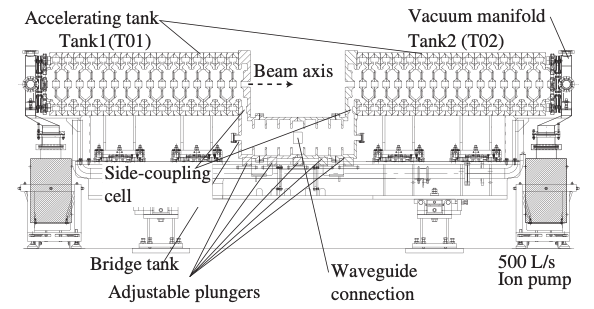 Accelerating tank
Tank1(T01)
Vacuum manifold
Tank2 (T02)
Beam axis
Side-coupling
cell
Bridge tank
Adjustable plungers
Waveguide
connection
500 L/s
Ion pump